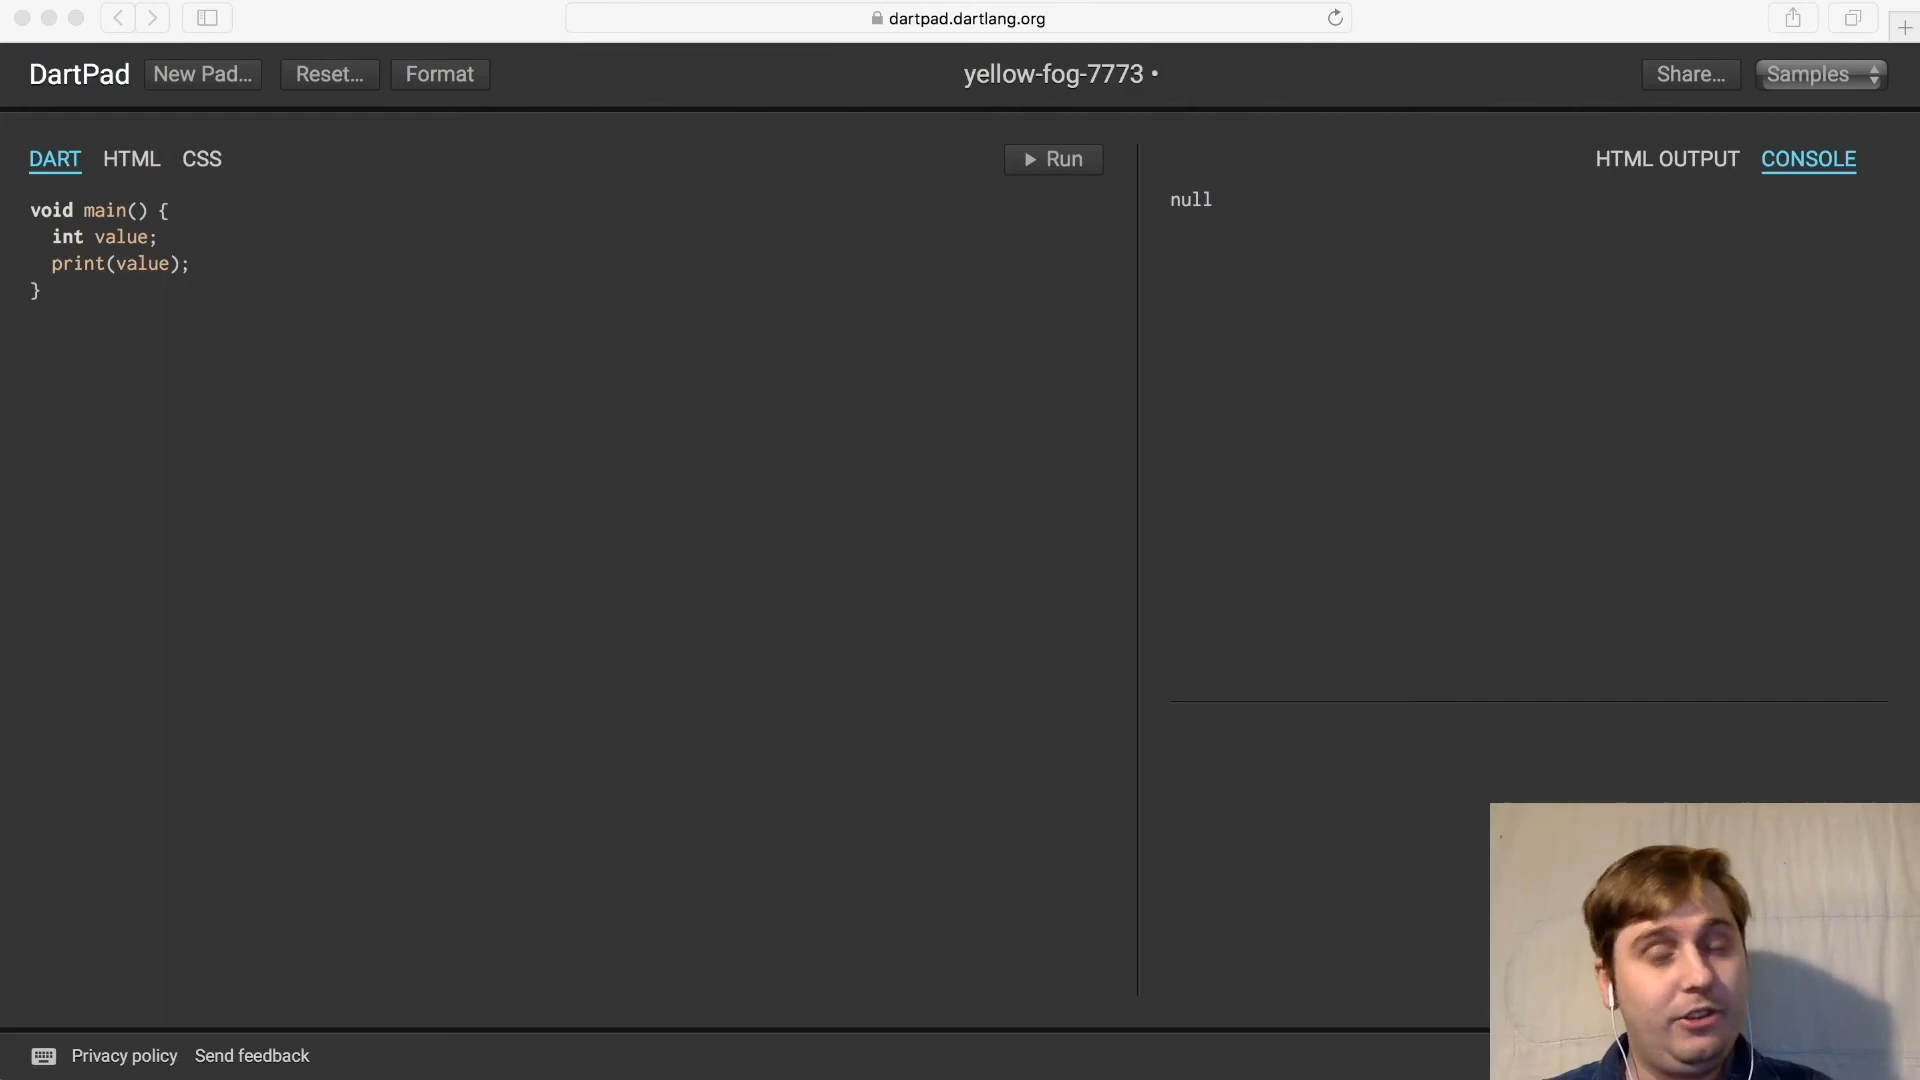 dartpad.dartlang.org
DartPad New Pad... Reset... Format yellow-fog-7773 • Share... Samples
DART HTML CSS Run HTML OUTPUT CONSOLE
void main() {
  int value;
  print(value);
}
null
Privacy policy Send feedback